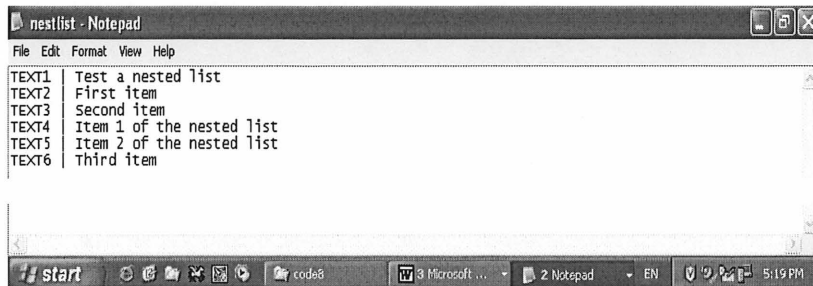 nestlist - Notepad
File Edit Format View Help
TEXT1 | Test a nested list
TEXT2 | First item
TEXT3 | Second item
TEXT4 | Item 1 of the nested list
TEXT5 | Item 2 of the nested list
TEXT6 | Third item
start code8 3 Microsoft ... 2 Notepad EN 5:19 PM